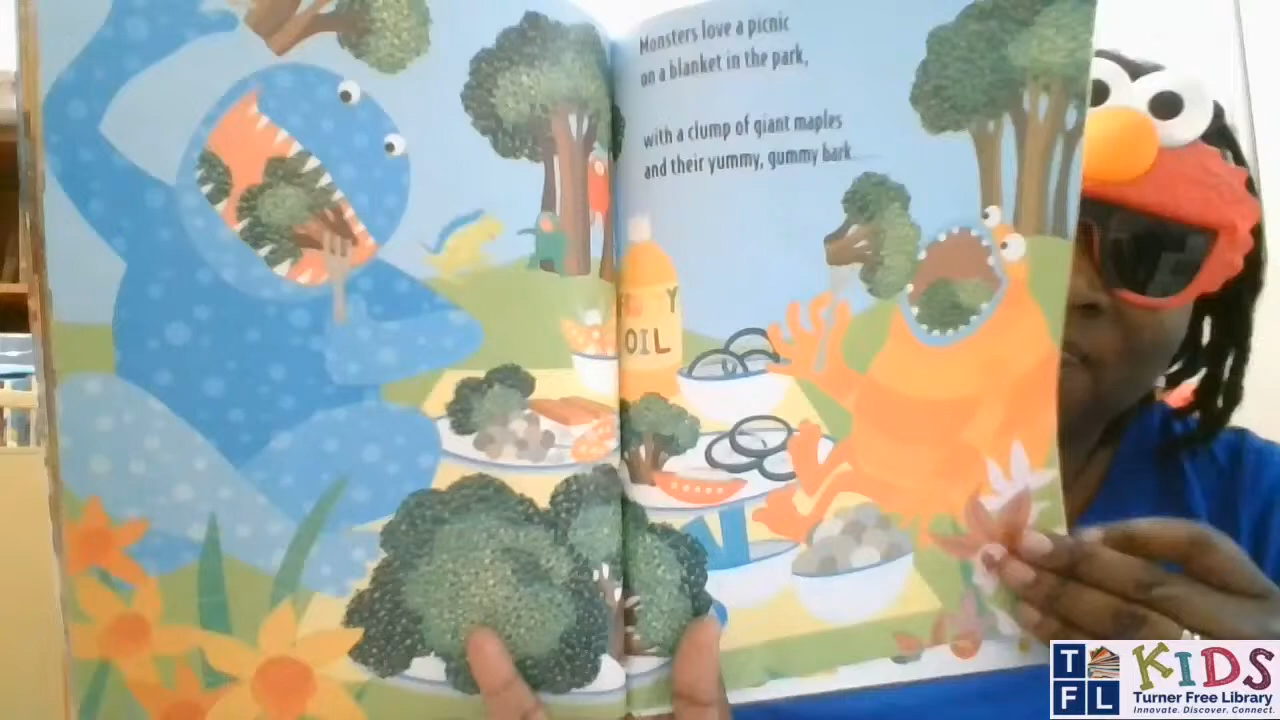 Monsters love a picnic
on a blanket in the park,
with a clump of giant maples
and their yummy, gummy bark
OIL
TFL
KIDS
Turner Free Library
Innovate. Discover. Connect.